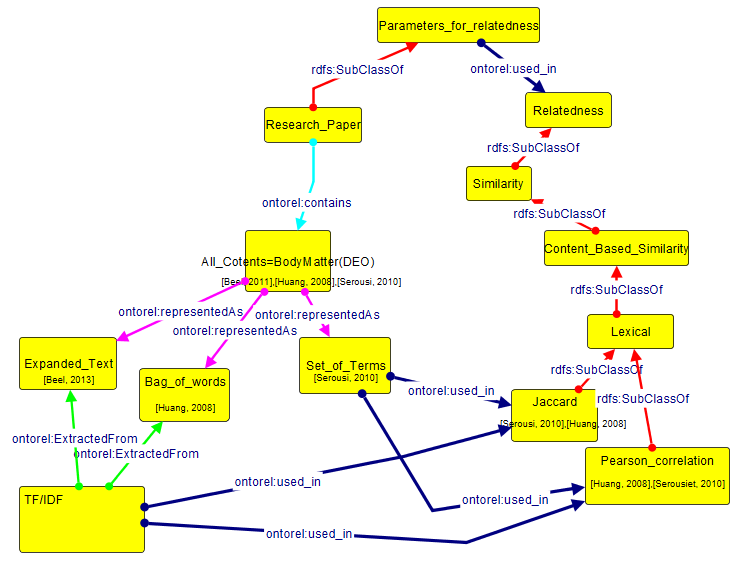 Parameters_for_relatedness
rdfs:SubClassOf
ontorel:used_in
Research_Paper
Relatedness
rdfs:SubClassOf
Similarity
ontorel:contains
rdfs:SubClassOf
All_Cotents=BodyMatter(DEO)
[Beel, 2011],[Huang, 2008],[Serousi, 2010]
Content_Based_Similarity
rdfs:SubClassOf
ontorel:representedAs
ontorel:representedAs
ontorel:representedAs
Lexical
Expanded_Text
[Beel, 2013]
Bag_of_words
[Huang, 2008]
Set_of_Terms
[Serousi, 2010]
rdfs:SubClassOf
ontorel:used_in
Jaccard
[Serousi, 2010],[Huang, 2008]
rdfs:SubClassOf
ontorel:ExtractedFrom
ontorel:ExtractedFrom
Pearson_correlation
[Huang, 2008],[Serousiet, 2010]
ontorel:used_in
TF/IDF
ontorel:used_in
ontorel:used_in